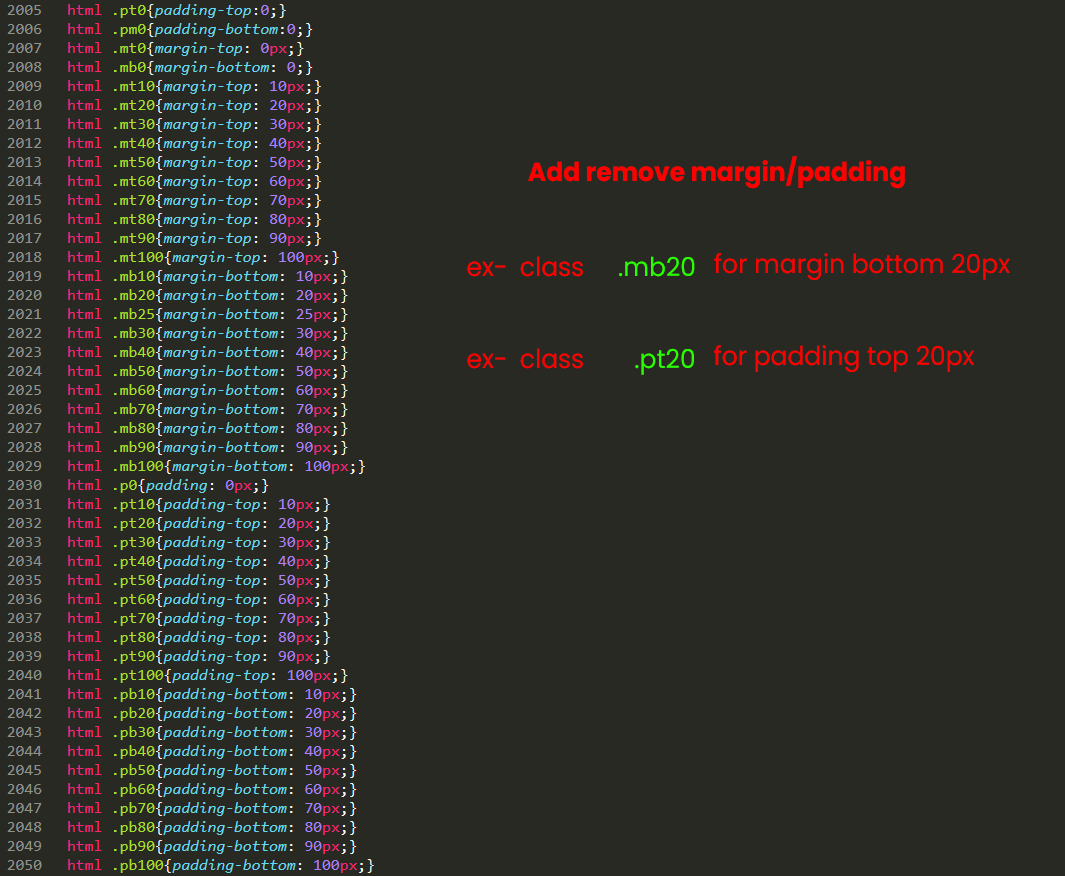 2005 html .pt0{padding-top:0;}
2006 html .pm0{padding-bottom:0;}
2007 html .mt0{margin-top: 0px;}
2008 html .mb0{margin-bottom: 0;}
2009 html .mt10{margin-top: 10px;}
2010 html .mt20{margin-top: 20px;}
2011 html .mt30{margin-top: 30px;}
2012 html .mt40{margin-top: 40px;}
2013 html .mt50{margin-top: 50px;}
2014 html .mt60{margin-top: 60px;}
2015 html .mt70{margin-top: 70px;}
2016 html .mt80{margin-top: 80px;}
2017 html .mt90{margin-top: 90px;}
2018 html .mt100{margin-top: 100px;}
2019 html .mb10{margin-bottom: 10px;}
2020 html .mb20{margin-bottom: 20px;}
2021 html .mb25{margin-bottom: 25px;}
2022 html .mb30{margin-bottom: 30px;}
2023 html .mb40{margin-bottom: 40px;}
2024 html .mb50{margin-bottom: 50px;}
2025 html .mb60{margin-bottom: 60px;}
2026 html .mb70{margin-bottom: 70px;}
2027 html .mb80{margin-bottom: 80px;}
2028 html .mb90{margin-bottom: 90px;}
2029 html .mb100{margin-bottom: 100px;}
2030 html .p0{padding: 0px;}
2031 html .pt10{padding-top: 10px;}
2032 html .pt20{padding-top: 20px;}
2033 html .pt30{padding-top: 30px;}
2034 html .pt40{padding-top: 40px;}
2035 html .pt50{padding-top: 50px;}
2036 html .pt60{padding-top: 60px;}
2037 html .pt70{padding-top: 70px;}
2038 html .pt80{padding-top: 80px;}
2039 html .pt90{padding-top: 90px;}
2040 html .pt100{padding-top: 100px;}
2041 html .pb10{padding-bottom: 10px;}
2042 html .pb20{padding-bottom: 20px;}
2043 html .pb30{padding-bottom: 30px;}
2044 html .pb40{padding-bottom: 40px;}
2045 html .pb50{padding-bottom: 50px;}
2046 html .pb60{padding-bottom: 60px;}
2047 html .pb70{padding-bottom: 70px;}
2048 html .pb80{padding-bottom: 80px;}
2049 html .pb90{padding-bottom: 90px;}
2050 html .pb100{padding-bottom: 100px;}
Add remove margin/padding
ex- class .mb20 for margin bottom 20px
ex- class .pt20 for padding top 20px